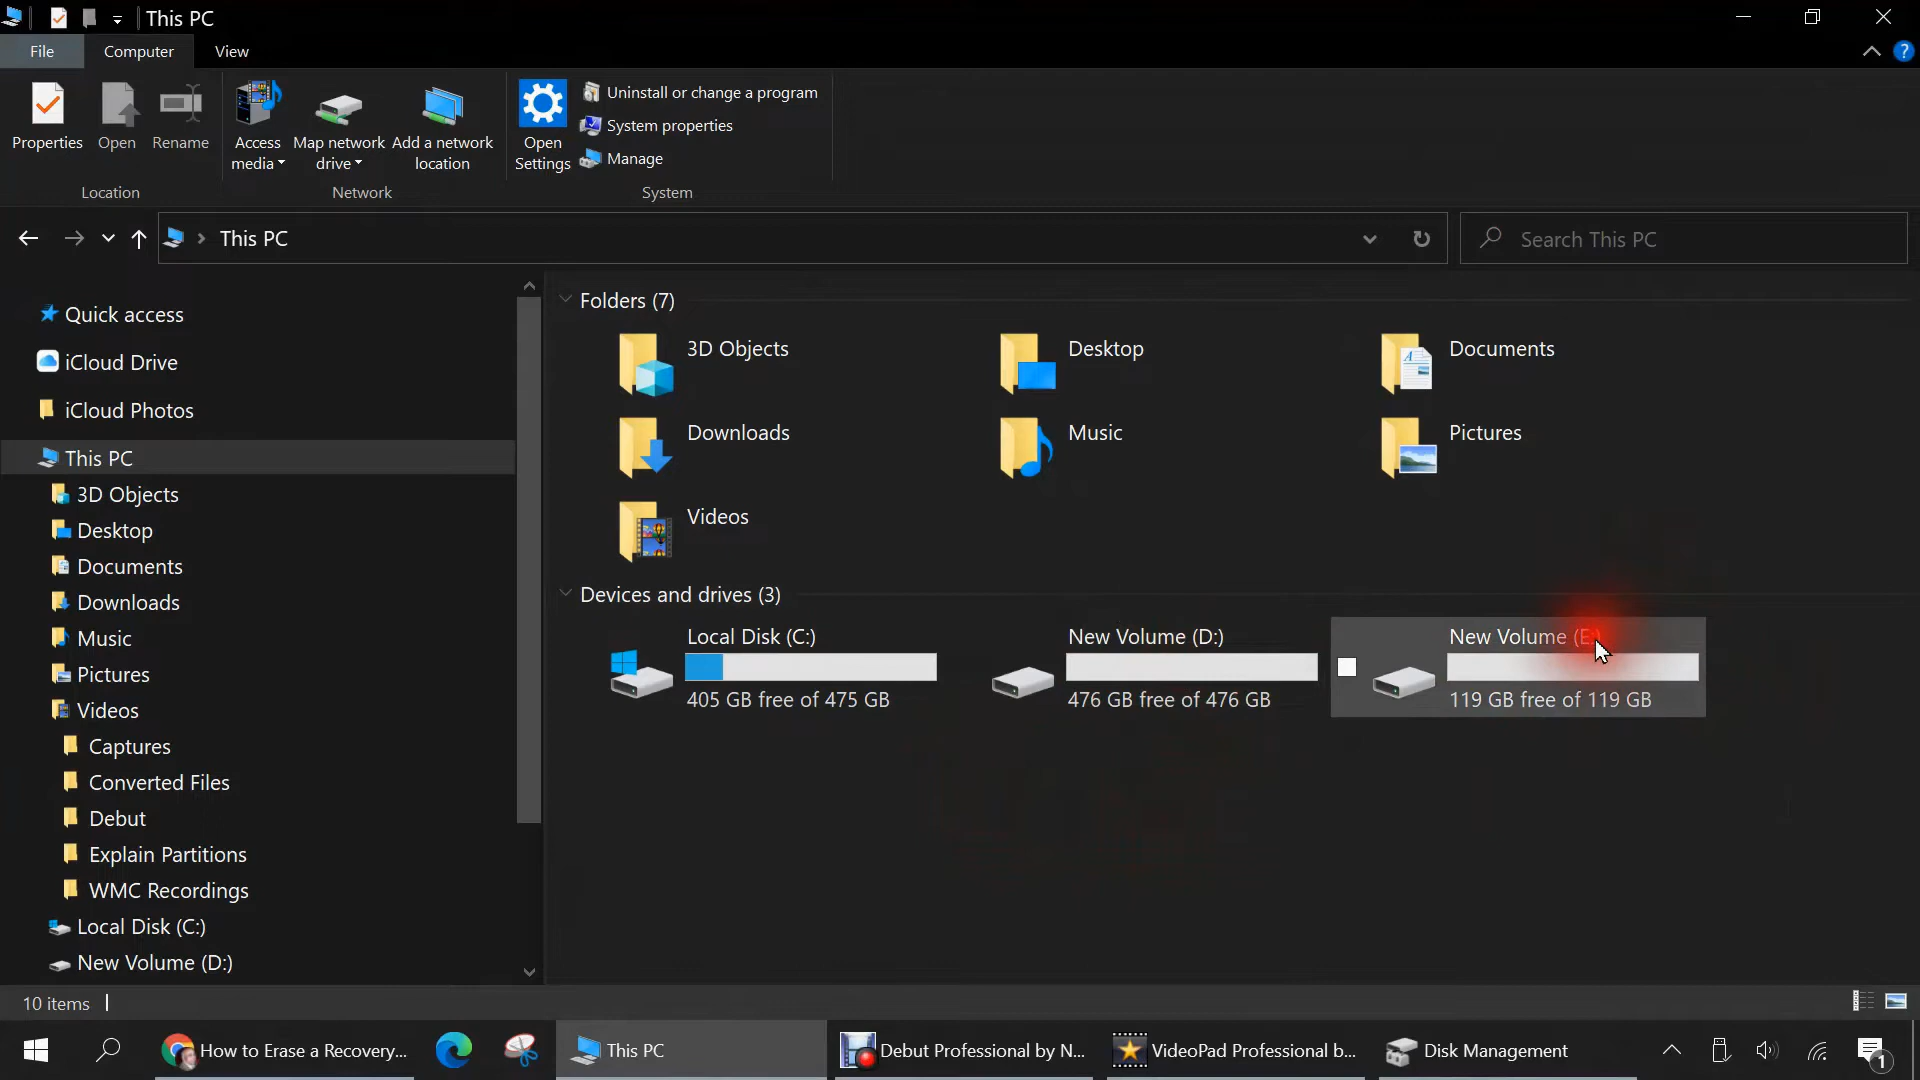 This PC
File
Computer
View
Properties
Open
Rename
Access
media
Map network
drive
Add a network
location
Open
Settings
Uninstall or change a program
System properties
Manage
Location
Network
System
This PC
Search This PC
Quick access
iCloud Drive
iCloud Photos
This PC
3D Objects
Desktop
Documents
Downloads
Music
Pictures
Videos
Captures
Converted Files
Debut
Explain Partitions
WMC Recordings
Local Disk (C:)
New Volume (D:)
Folders (7)
3D Objects
Desktop
Documents
Downloads
Music
Pictures
Videos
Devices and drives (3)
Local Disk (C:)
405 GB free of 475 GB
New Volume (D:)
476 GB free of 476 GB
New Volume (E:)
119 GB free of 119 GB
10 items
How to Erase a Recovery...
This PC
Debut Professional by N...
VideoPad Professional b...
Disk Management
1